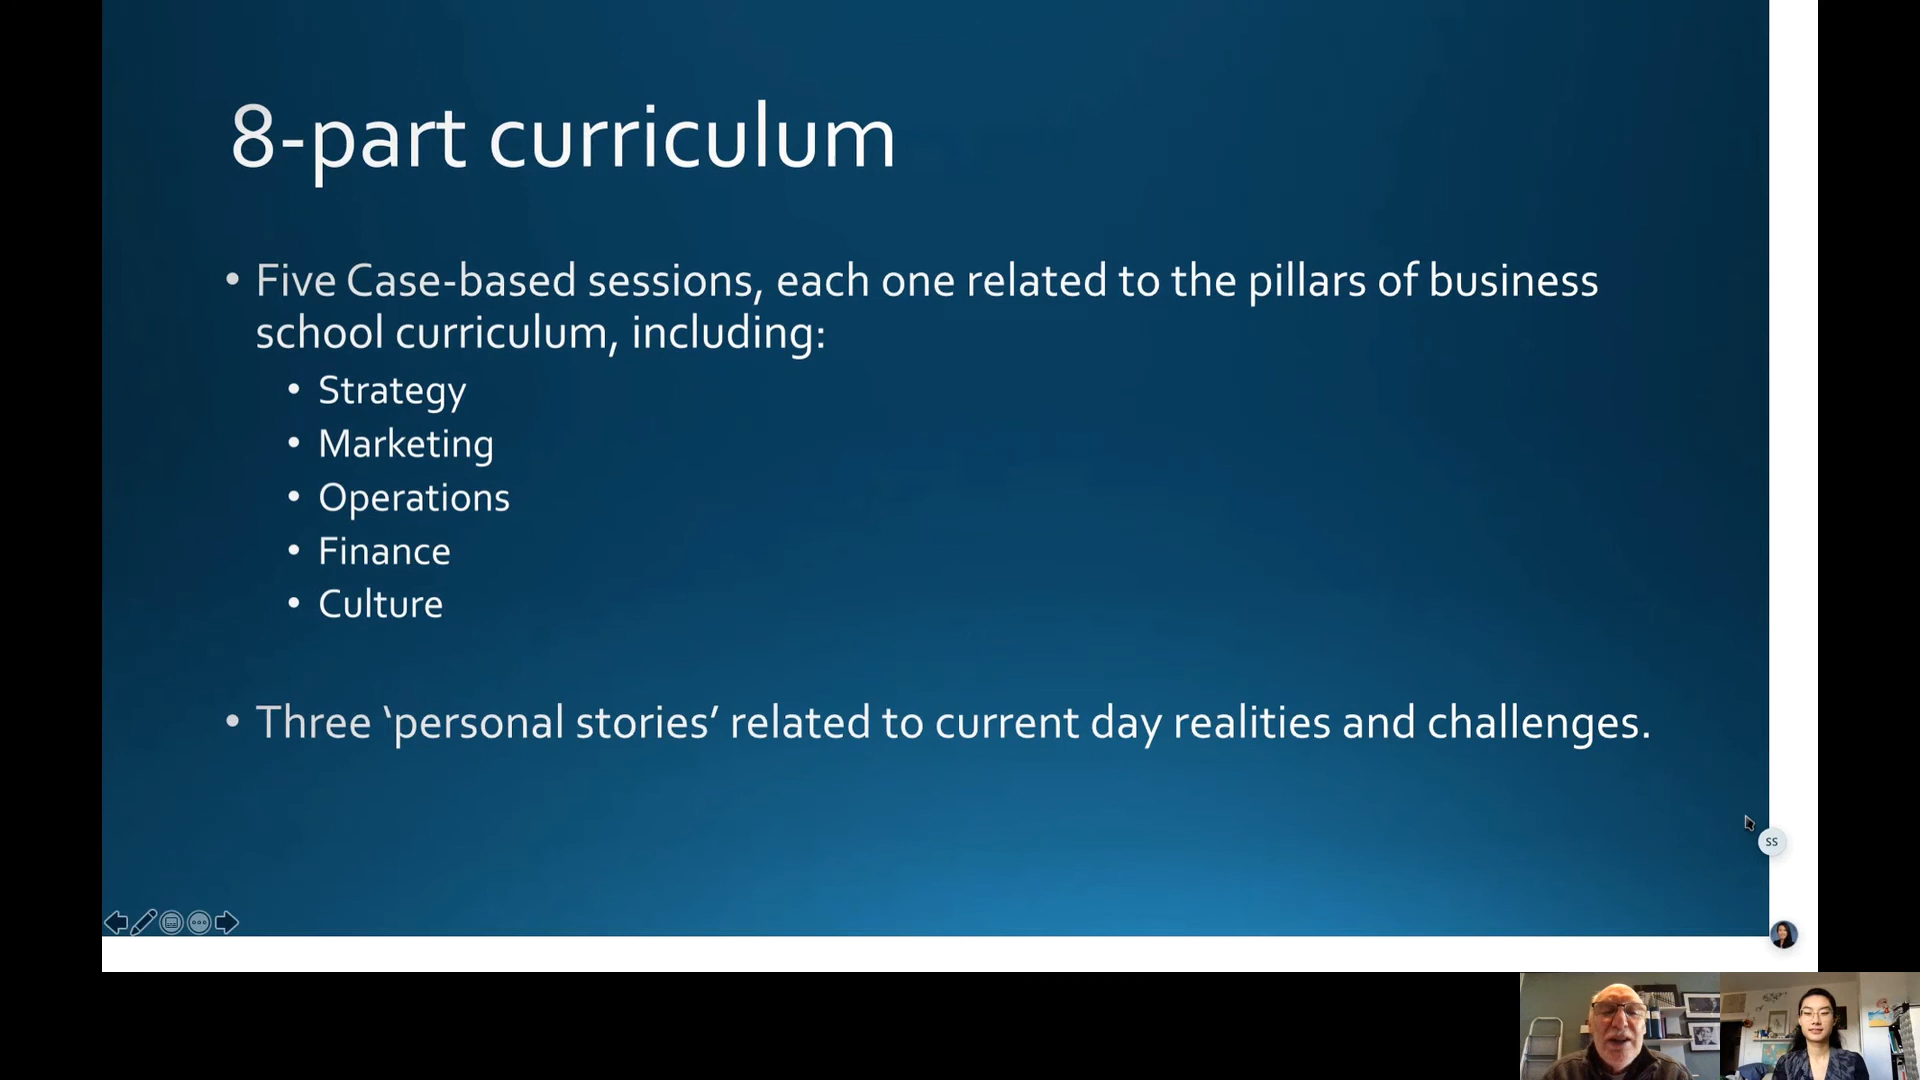 8-part curriculum
• Five Case-based sessions, each one related to the pillars of business
school curriculum, including:
• Strategy
• Marketing
• Operations
• Finance
• Culture
• Three ‘personal stories’ related to current day realities and challenges.
SS